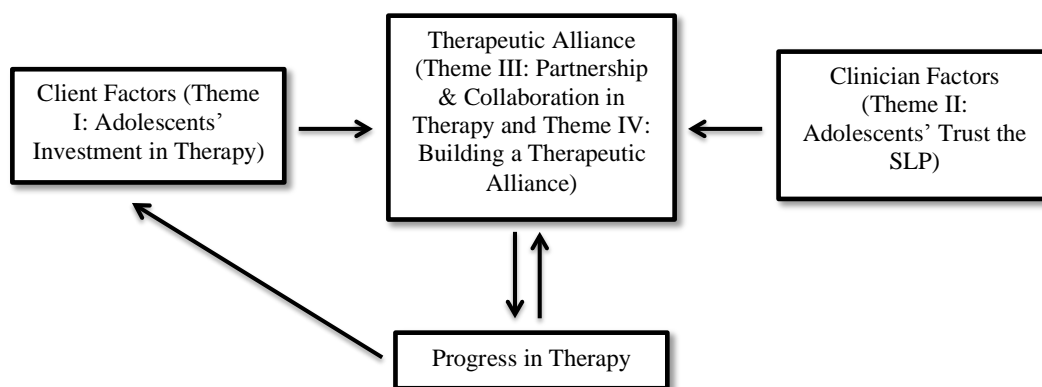 Client Factors (Theme
I: Adolescents’
Investment in Therapy)
Therapeutic Alliance
(Theme III: Partnership
& Collaboration in
Therapy and Theme IV:
Building a Therapeutic
Alliance)
Clinician Factors
(Theme II:
Adolescents’ Trust the
SLP)
Progress in Therapy